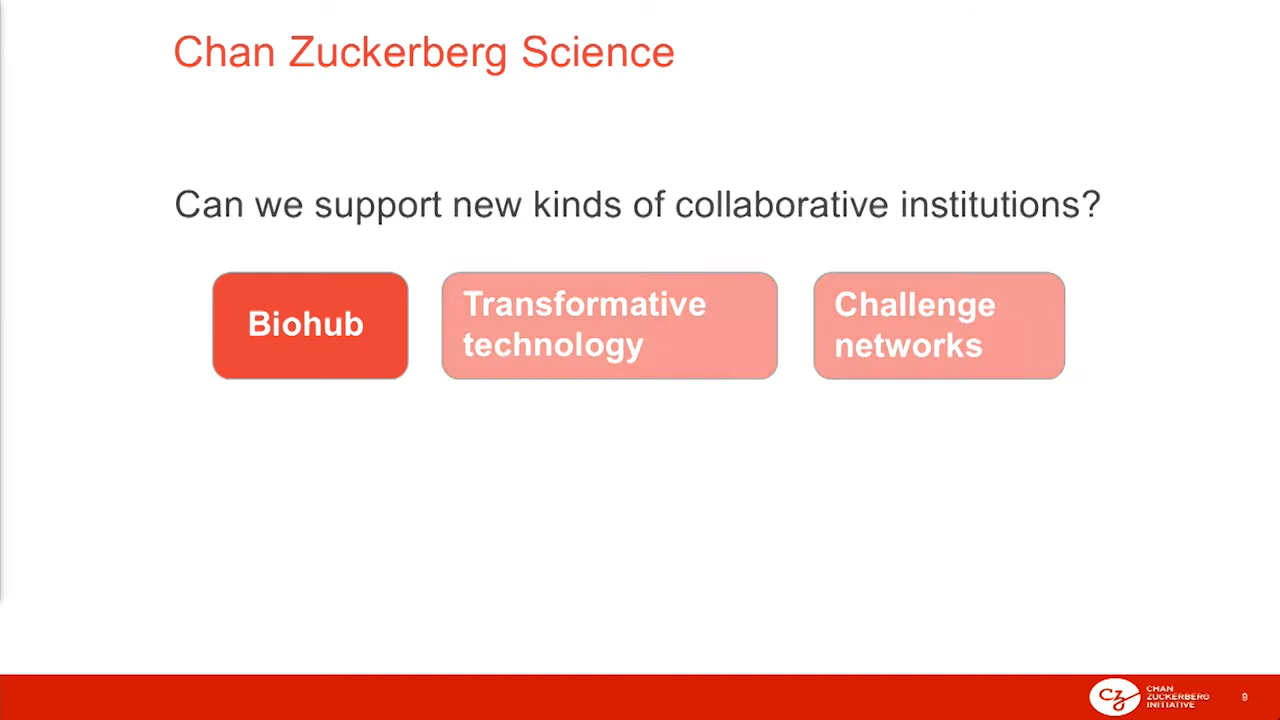 Chan Zuckerberg Science
Can we support new kinds of collaborative institutions?
Biohub
Transformative
technology
Challenge
networks
CZ
CHAN
ZUCKERBERG
INITIATIVE
9